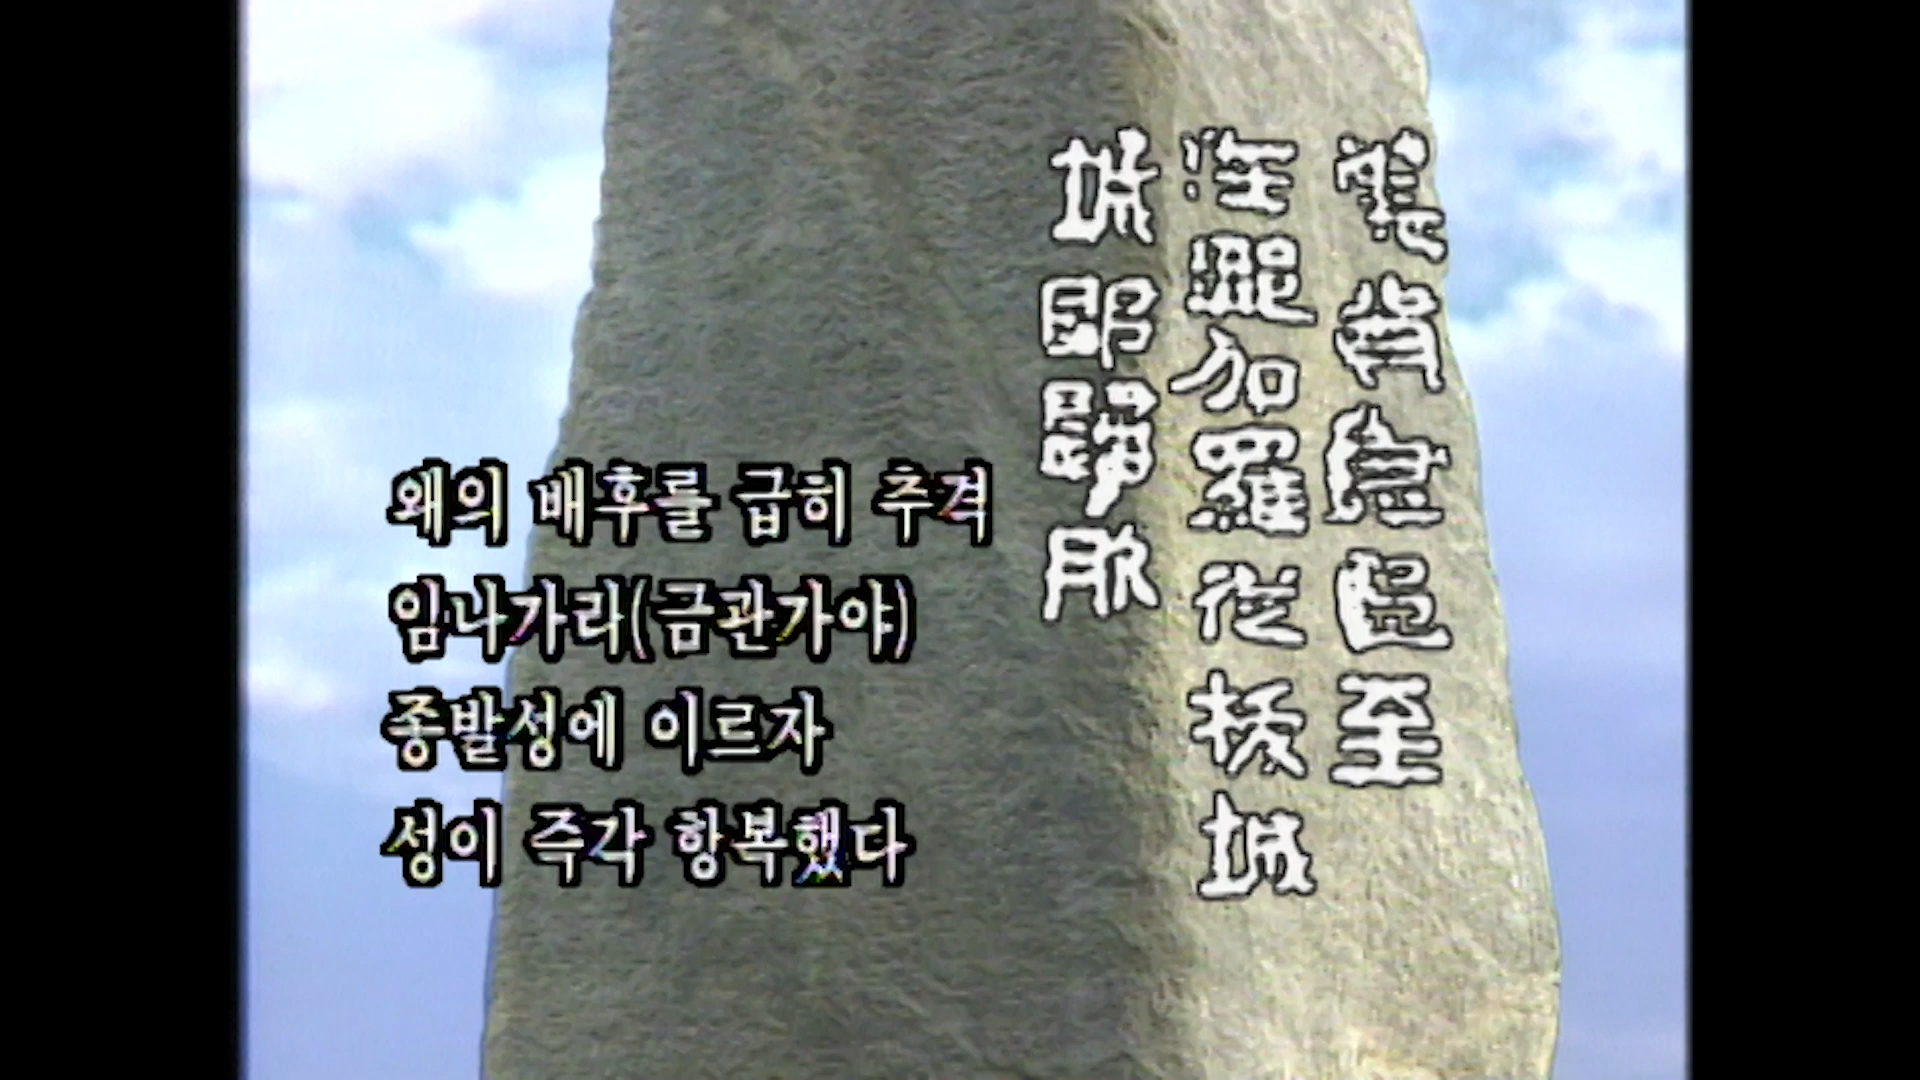 倭背急追至
任那加羅從拔城
城卽歸服
왜의 배후를 급히 추격
임나가라(금관가야)
종발성에 이르자
성이 즉각 항복했다